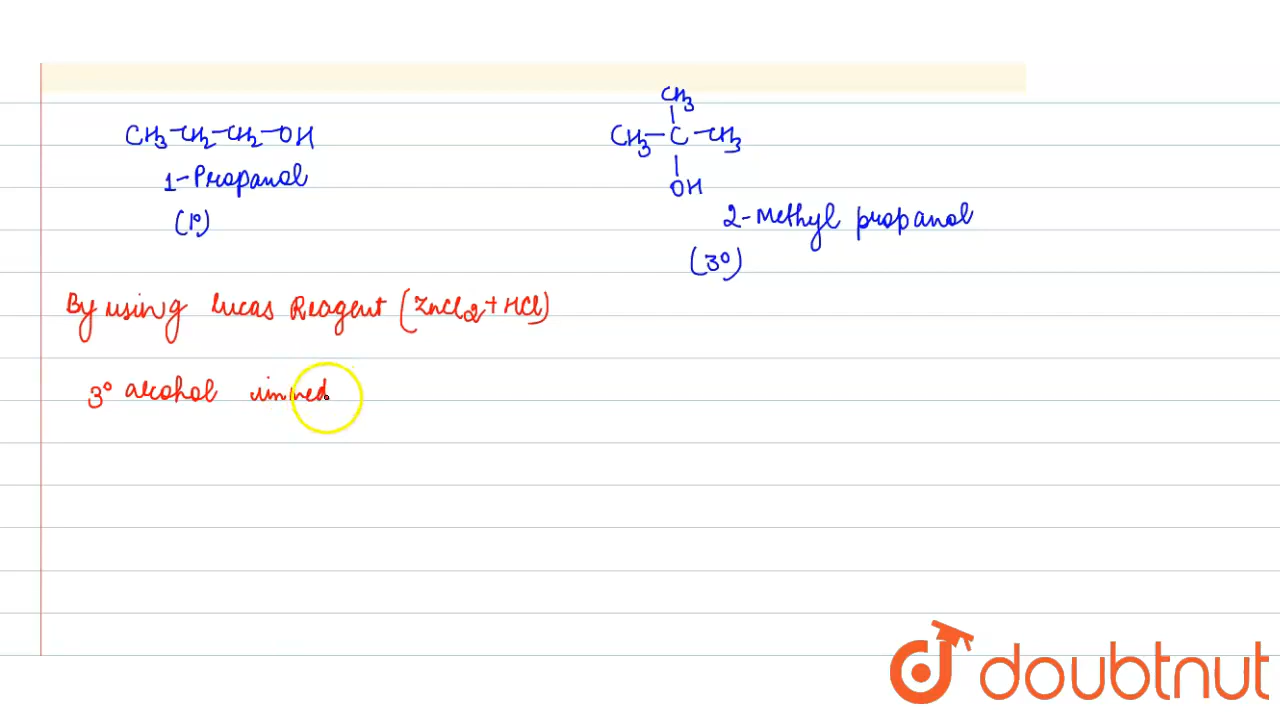 CH3
CH3-CH2-CH2-OH
CH3-C-CH3
OH
1-Propanol
2-Methyl propanol
(1°)
(3°)
By using Lucas Reagent (ZnCl2 + HCl)
3° alcohol immed
doubtnut